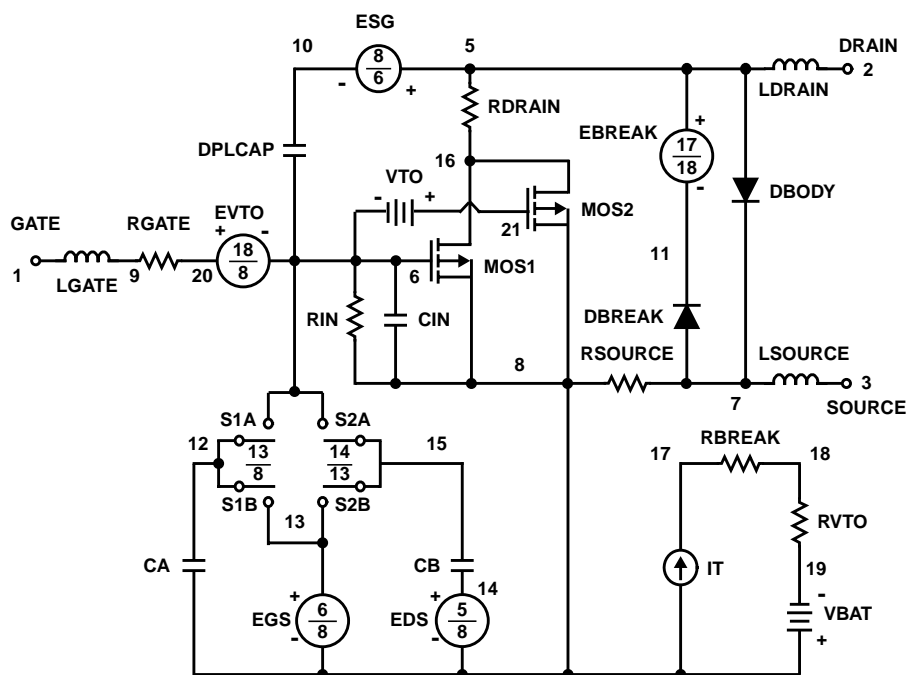 ESG
10
8
6
-
+
5
DRAIN
2
LDRAIN
RDRAIN
EBREAK
+
17
18
-
DPLCAP
16
VTO
-
+
DBODY
MOS2
GATE
RGATE
EVTO
+
-
21
11
18
8
1
LGATE
9
20
6
MOS1
RIN
CIN
DBREAK
RSOURCE
LSOURCE
8
3
7
SOURCE
S1A
S2A
12
13
8
14
13
15
RBREAK
17
18
S1B
S2B
13
RVTO
CA
CB
IT
19
14
+
EGS
6
8
-
+
EDS
5
8
-
-
VBAT
+